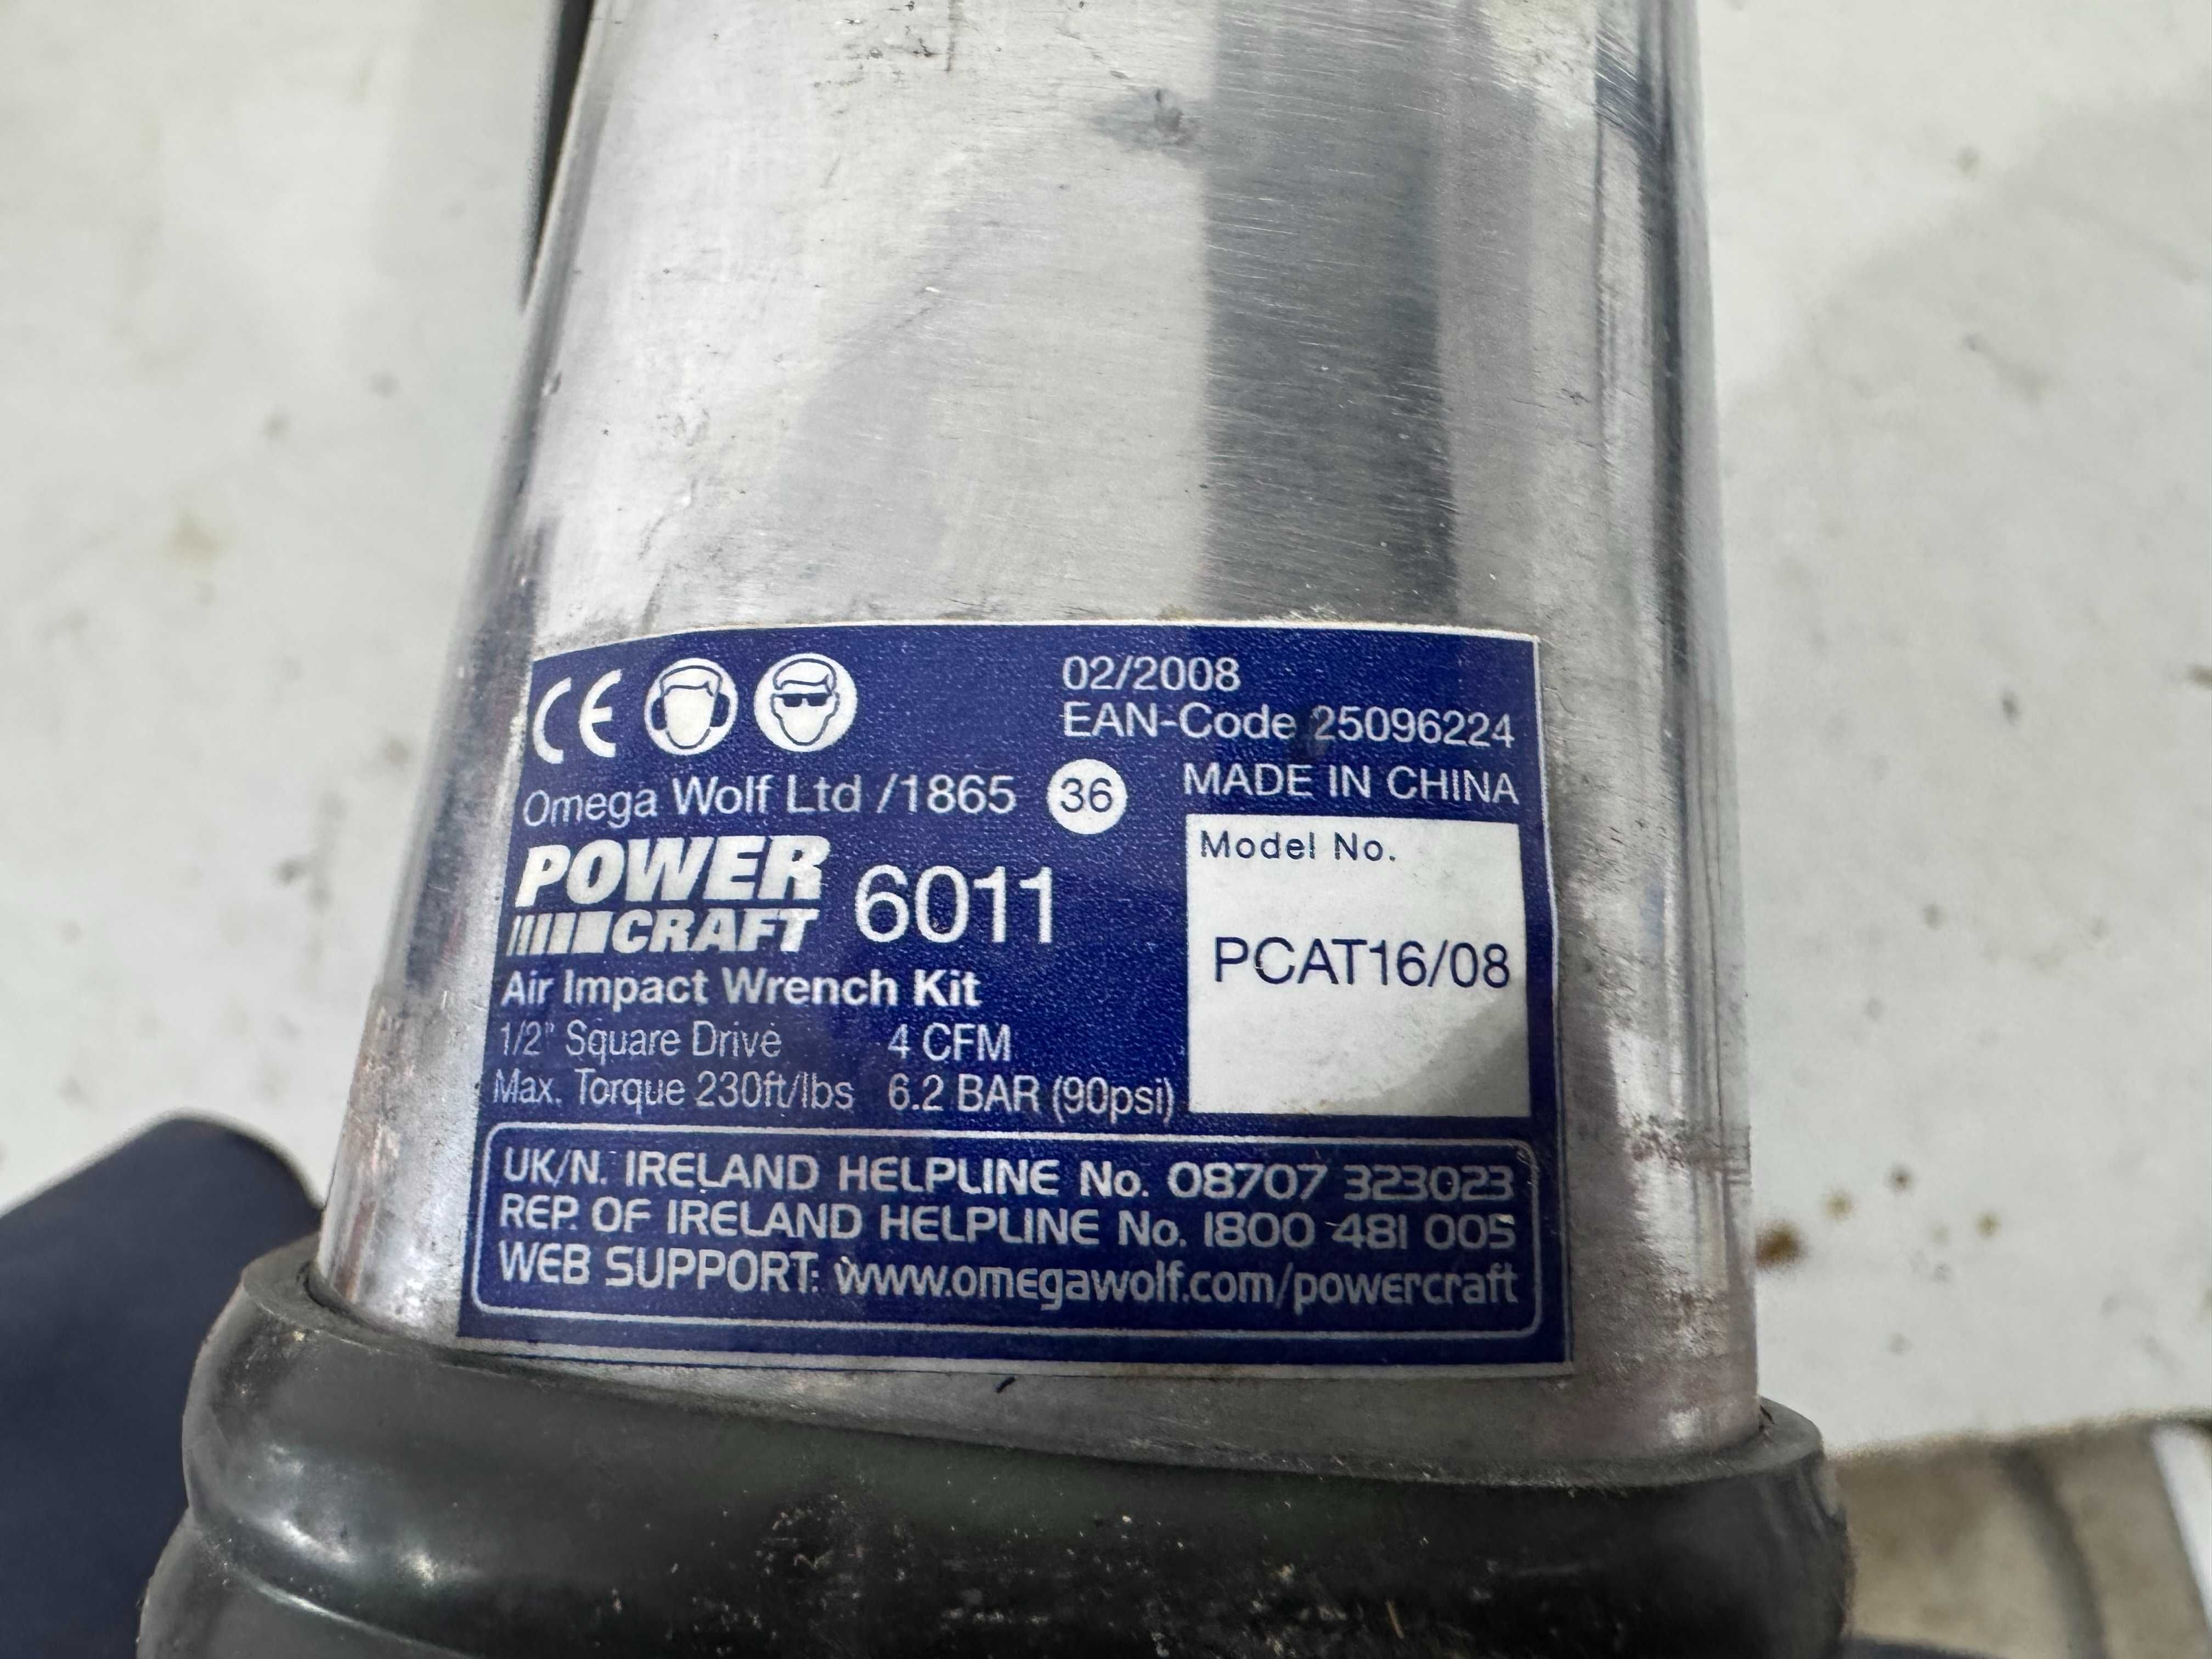 CE
02/2008
EAN-Code 25096224
Omega Wolf Ltd /1865 36 MADE IN CHINA
POWER CRAFT 6011
Model No.
PCAT16/08
Air Impact Wrench Kit
1/2" Square Drive 4 CFM
Max. Torque 230ft/lbs 6.2 BAR (90psi)
UK/N. IRELAND HELPLINE No. 08707 323023
REP. OF IRELAND HELPLINE No. 1800 481 005
WEB SUPPORT: www.omegawolf.com/powercraft